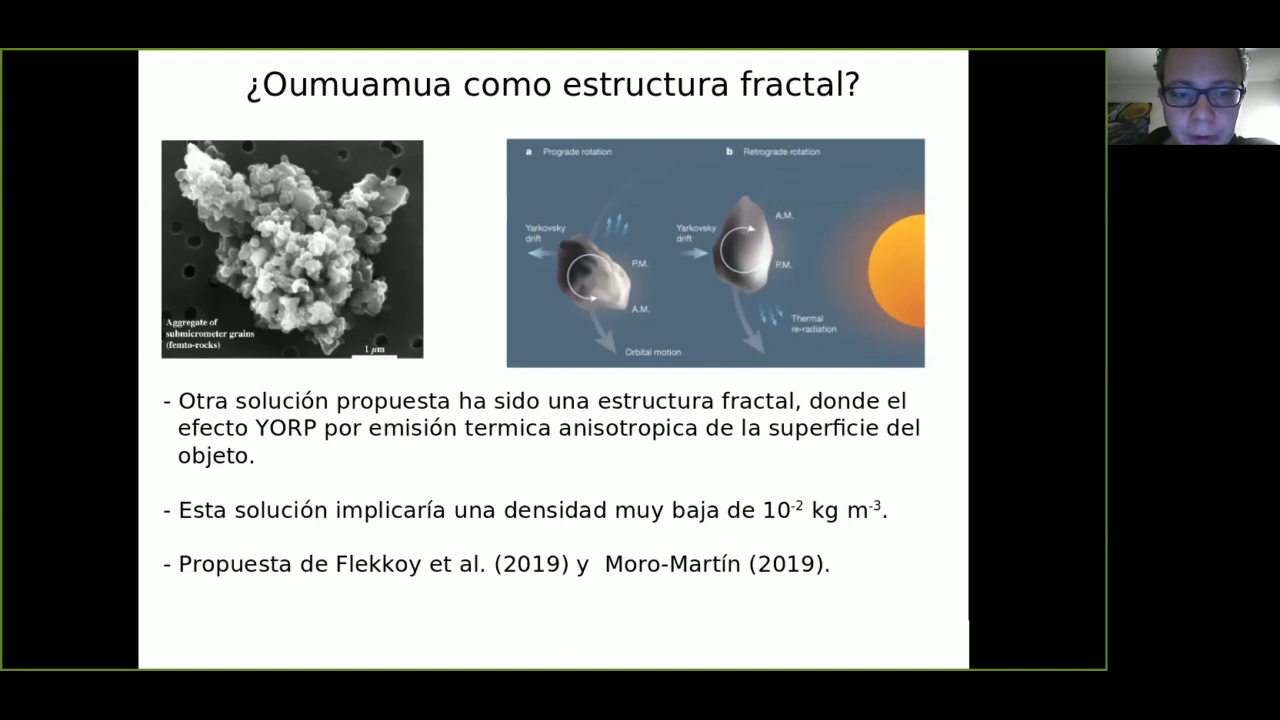 ¿Oumuamua como estructura fractal?
Aggregate of
submicrometer grains
(femto-rocks)
1 μm
a Prograde rotation
b Retrograde rotation
Yarkovsky
drift
P.M.
A.M.
Orbital motion
Yarkovsky
drift
A.M.
P.M.
Thermal
re-radiation
- Otra solución propuesta ha sido una estructura fractal, donde el
efecto YORP por emisión termica anisotropica de la superficie del
objeto.
- Esta solución implicaría una densidad muy baja de 10⁻² kg m⁻³.
- Propuesta de Flekkoy et al. (2019) y Moro-Martín (2019).